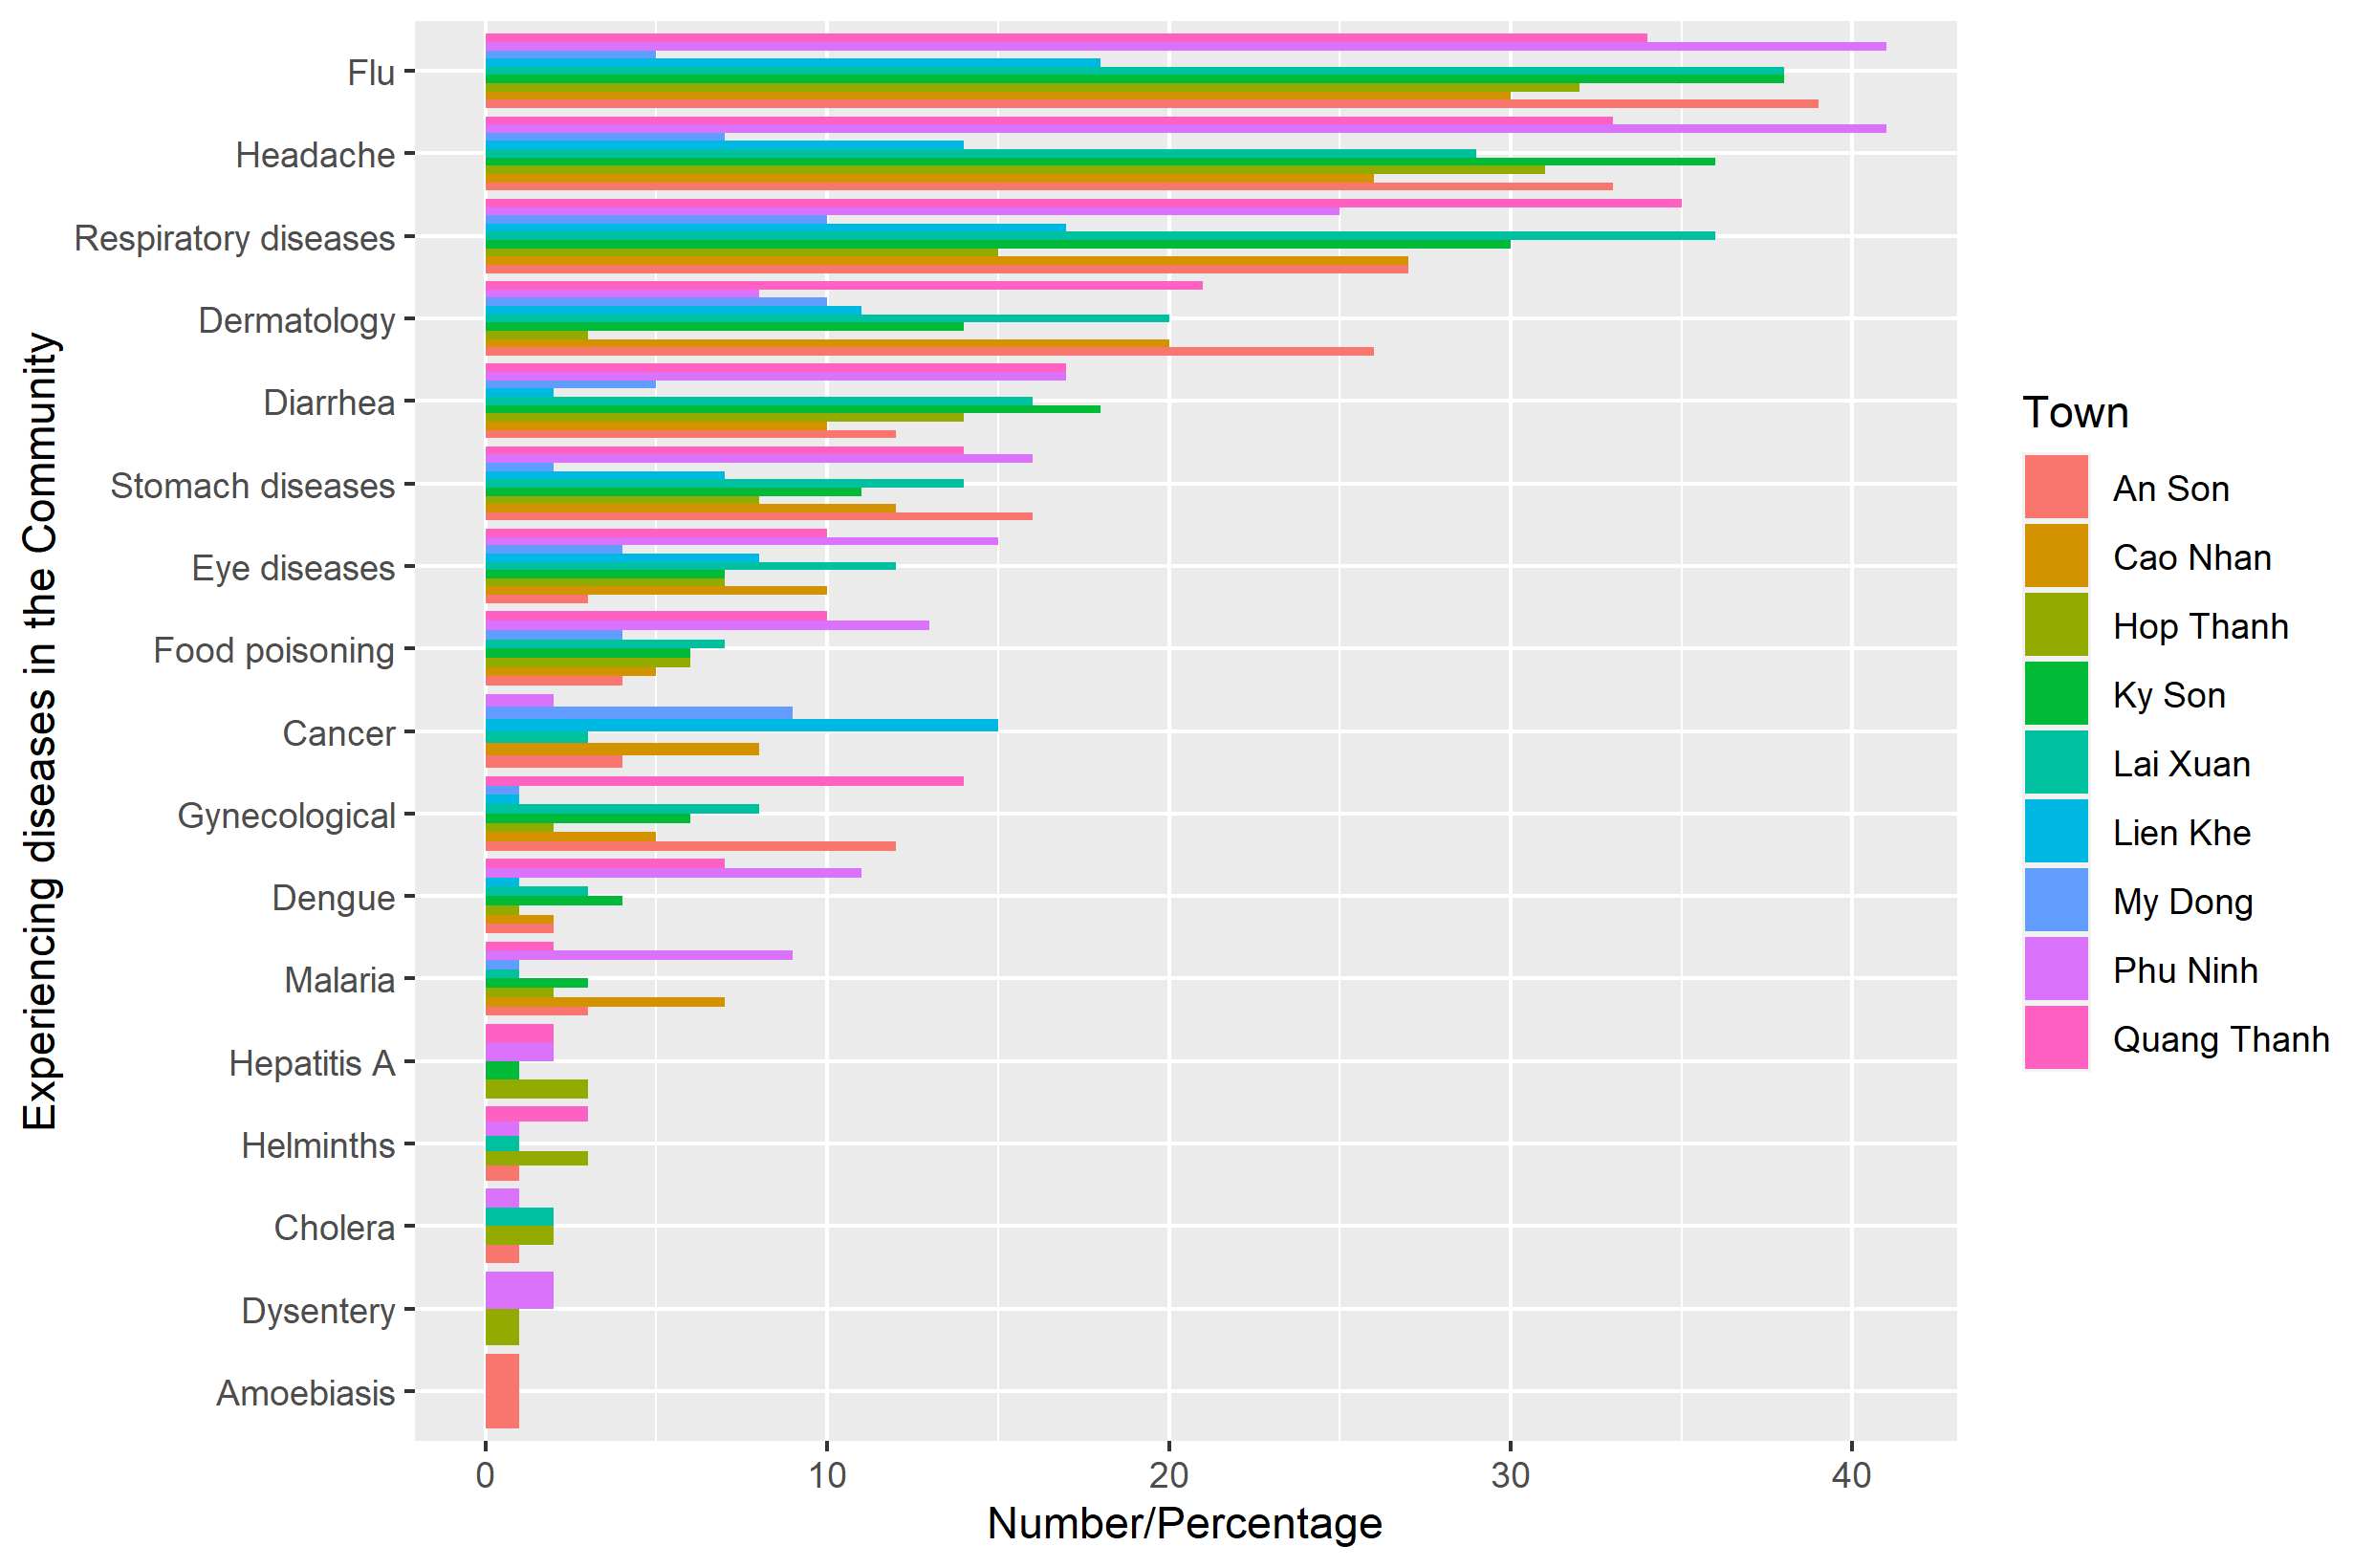 Experiencing diseases in the Community
Flu
Headache
Respiratory diseases
Dermatology
Diarrhea
Stomach diseases
Eye diseases
Food poisoning
Cancer
Gynecological
Dengue
Malaria
Hepatitis A
Helminths
Cholera
Dysentery
Amoebiasis
0 10 20 30 40
Number/Percentage
Town
An Son
Cao Nhan
Hop Thanh
Ky Son
Lai Xuan
Lien Khe
My Dong
Phu Ninh
Quang Thanh